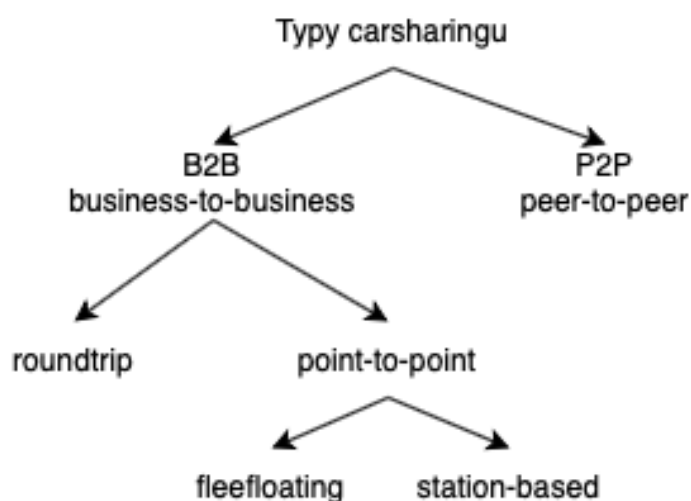 Typy carsharingu
B2B
business-to-business
P2P
peer-to-peer
roundtrip
point-to-point
fleefloating
station-based